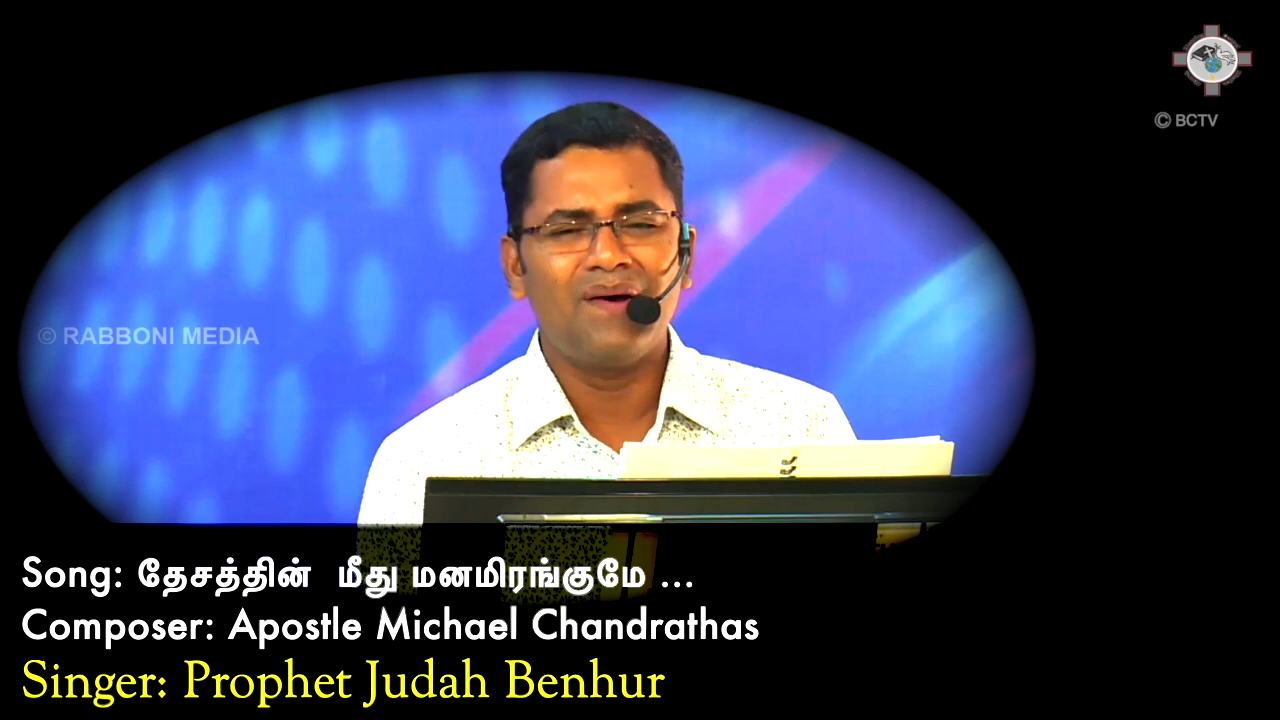 © BCTV
© RABBONI MEDIA
Song: தேசத்தின் மீது மனமிரங்குமே ...
Composer: Apostle Michael Chandrathas
Singer: Prophet Judah Benhur